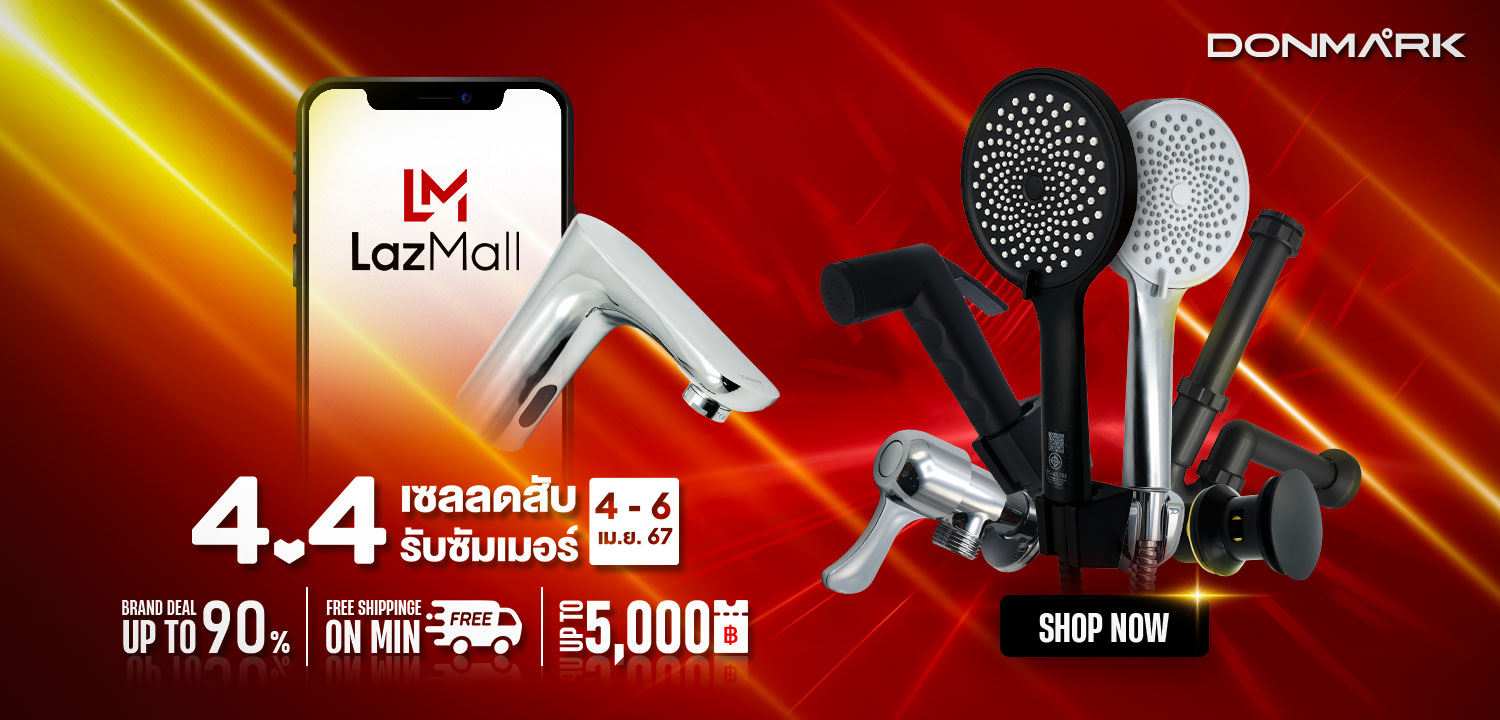 DONMARK
LM
LazMall
4.4
เซลลดสับ
รับซัมเมอร์
4 - 6
เม.ย. 67
BRAND DEAL
UP TO 90%
FREE SHIPPINGE
ON MIN
FREE
UP TO 5,000 ฿
SHOP NOW